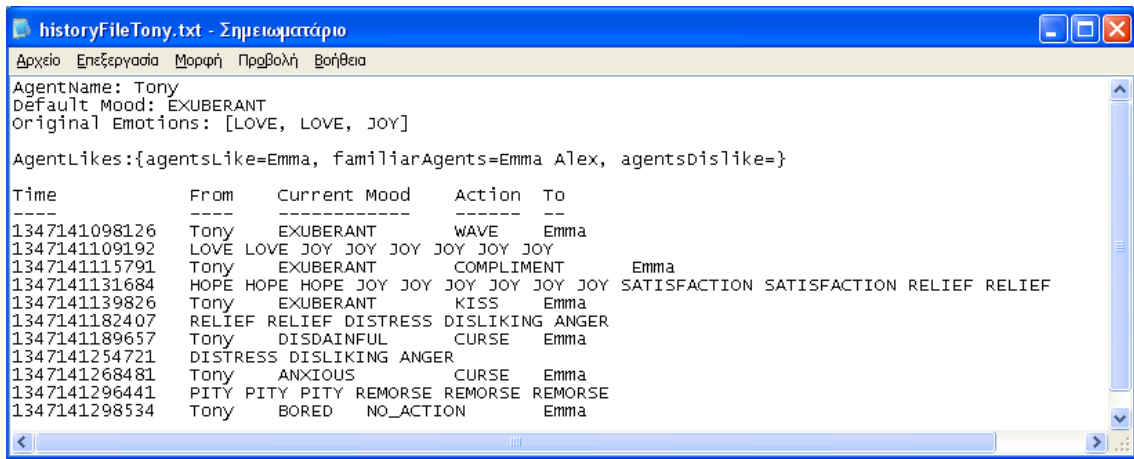 historyFileTony.txt - Σημειωματάριο
Αρχείο Επεξεργασία Μορφή Προβολή Βοήθεια
AgentName: Tony
Default Mood: EXUBERANT
Original Emotions: [LOVE, LOVE, JOY]
AgentLikes:{agentsLike=Emma, familiarAgents=Emma Alex, agentsDislike=}
Time From Current Mood Action To
---- ---- ------------ ------ --
1347141098126 Tony EXUBERANT WAVE Emma
1347141109192 LOVE LOVE JOY JOY JOY JOY JOY JOY
1347141115791 Tony EXUBERANT COMPLIMENT Emma
1347141131684 HOPE HOPE HOPE JOY JOY JOY JOY JOY JOY SATISFACTION SATISFACTION RELIEF RELIEF
1347141139826 Tony EXUBERANT KISS Emma
1347141182407 RELIEF RELIEF DISTRESS DISLIKING ANGER
1347141189657 Tony DISDAINFUL CURSE Emma
1347141254721 DISTRESS DISLIKING ANGER
1347141268481 Tony ANXIOUS CURSE Emma
1347141296441 PITY PITY PITY REMORSE REMORSE REMORSE
1347141298534 Tony BORED NO_ACTION Emma